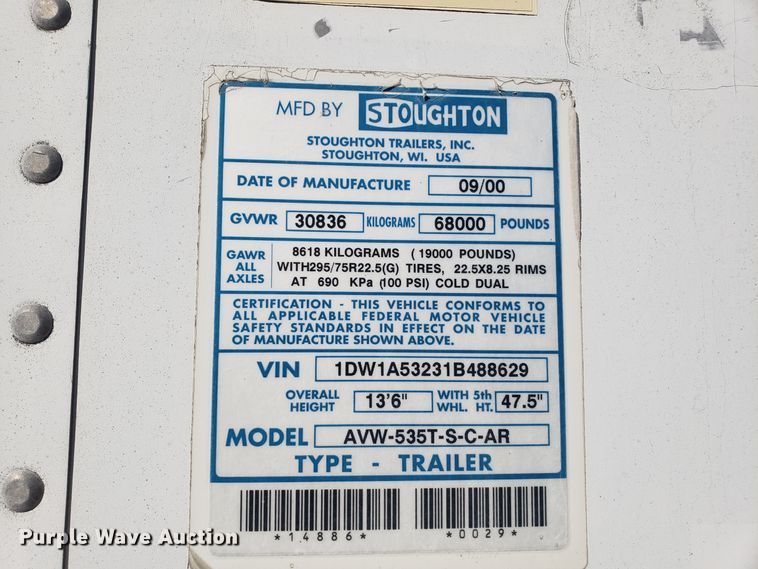 MFD BY STOUGHTON
STOUGHTON TRAILERS, INC.
STOUGHTON, WI. USA
DATE OF MANUFACTURE 09/00
GVWR 30836 KILOGRAMS 68000 POUNDS
GAWR ALL AXLES
8618 KILOGRAMS ( 19000 POUNDS)
WITH295/75R22.5(G) TIRES, 22.5X8.25 RIMS
AT 690 KPa (100 PSI) COLD DUAL
CERTIFICATION - THIS VEHICLE CONFORMS TO
ALL APPLICABLE FEDERAL MOTOR VEHICLE
SAFETY STANDARDS IN EFFECT ON THE DATE
OF MANUFACTURE SHOWN ABOVE.
VIN 1DW1A53231B488629
OVERALL HEIGHT 13'6" WITH 5th WHL. HT. 47.5"
MODEL AVW-535T-S-C-AR
TYPE - TRAILER
*14886* *0029*
Purple Wave Auction